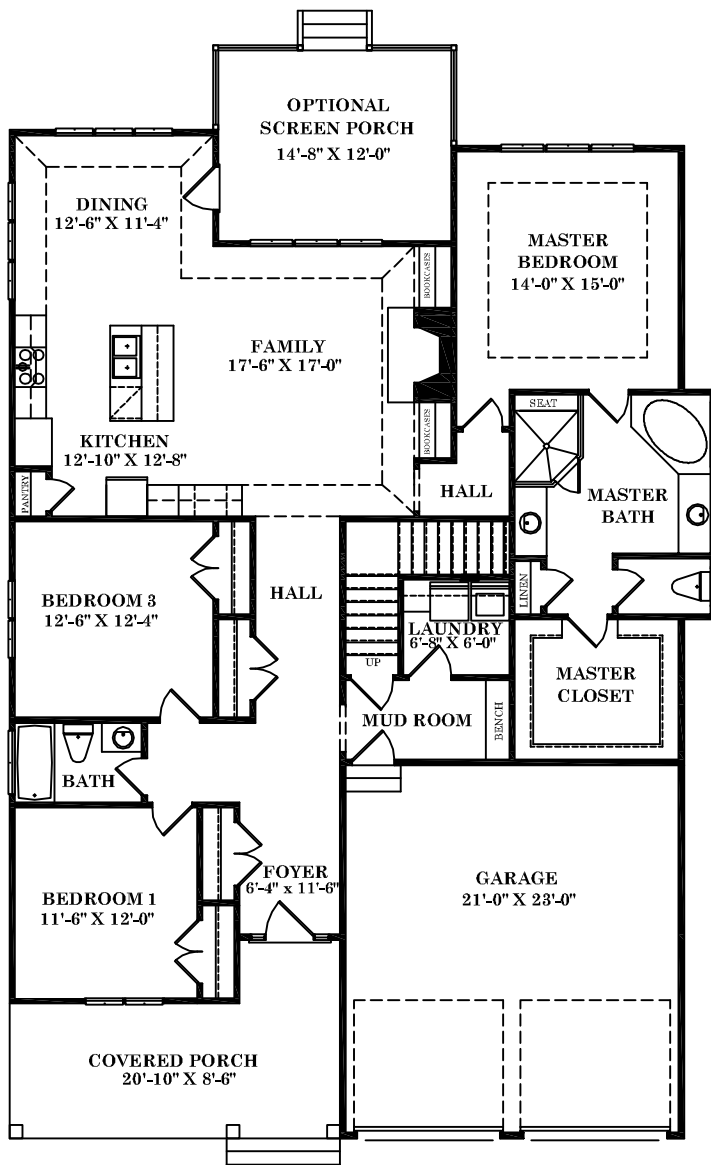 OPTIONAL
SCREEN PORCH
14'-8" X 12'-0"
DINING
12'-6" X 11'-4"
MASTER
BEDROOM
14'-0" X 15'-0"
BOOKCASES
FAMILY
17'-6" X 17'-0"
BOOKCASES
SEAT
KITCHEN
12'-10" X 12'-8"
PANTRY
HALL
MASTER
BATH
HALL
LINEN
BEDROOM 3
12'-6" X 12'-4"
LAUNDRY
6'-8" X 6'-0"
UP
MASTER
CLOSET
MUD ROOM
BENCH
BATH
FOYER
6'-4" x 11'-6"
BEDROOM 1
11'-6" X 12'-0"
GARAGE
21'-0" X 23'-0"
COVERED PORCH
20'-10" X 8'-6"